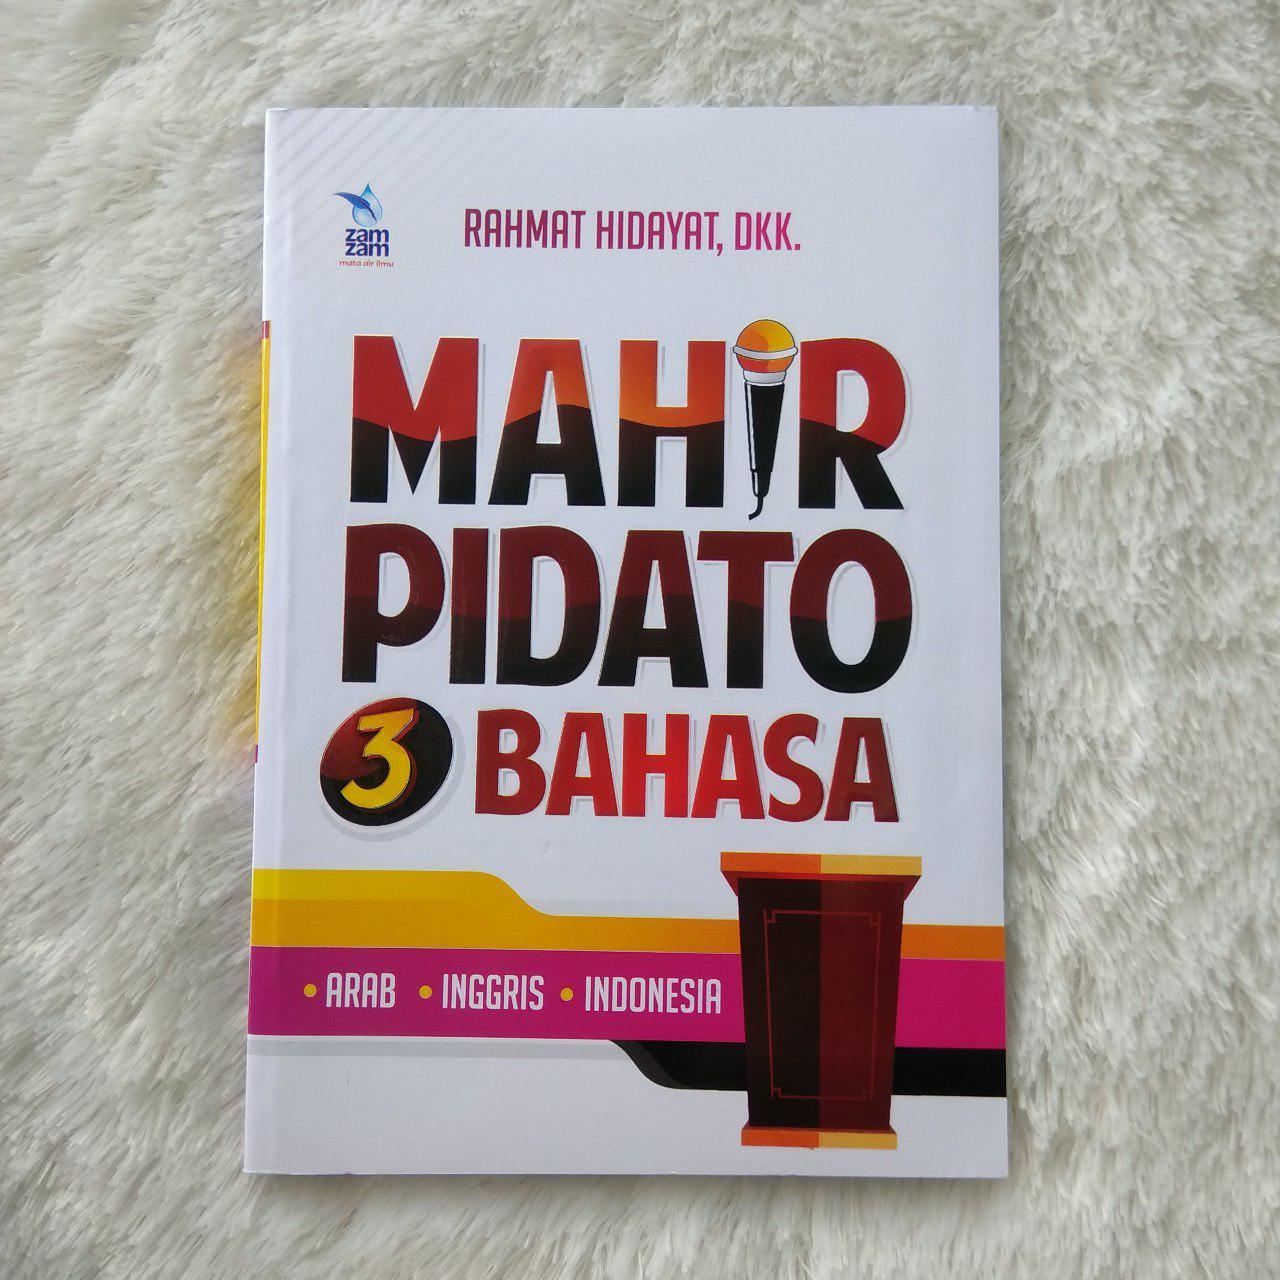 zam
zam
mata air ilmu
RAHMAT HIDAYAT, DKK.
MAHIR
PIDATO
3 BAHASA
• ARAB • INGGRIS • INDONESIA